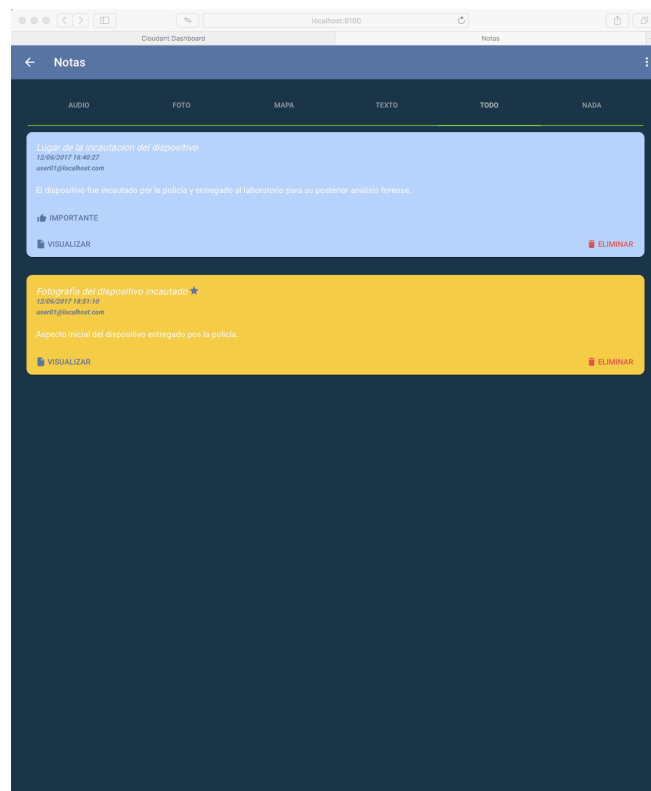 localhost:8100
Cloudant Dashboard
Notas
Notas
AUDIO
FOTO
MAPA
TEXTO
TODO
NADA
Lugar de la incautación del dispositivo
12/06/2017 16:40:27
user01@localhost.com
El dispositivo fue incautado por la policía y entregado al laboratorio para su posterior análisis forense.
IMPORTANTE
VISUALIZAR
ELIMINAR
Fotografía del dispositivo incautado
12/06/2017 18:51:10
user01@localhost.com
Aspecto inicial del dispositivo entregado pos la policía.
VISUALIZAR
ELIMINAR